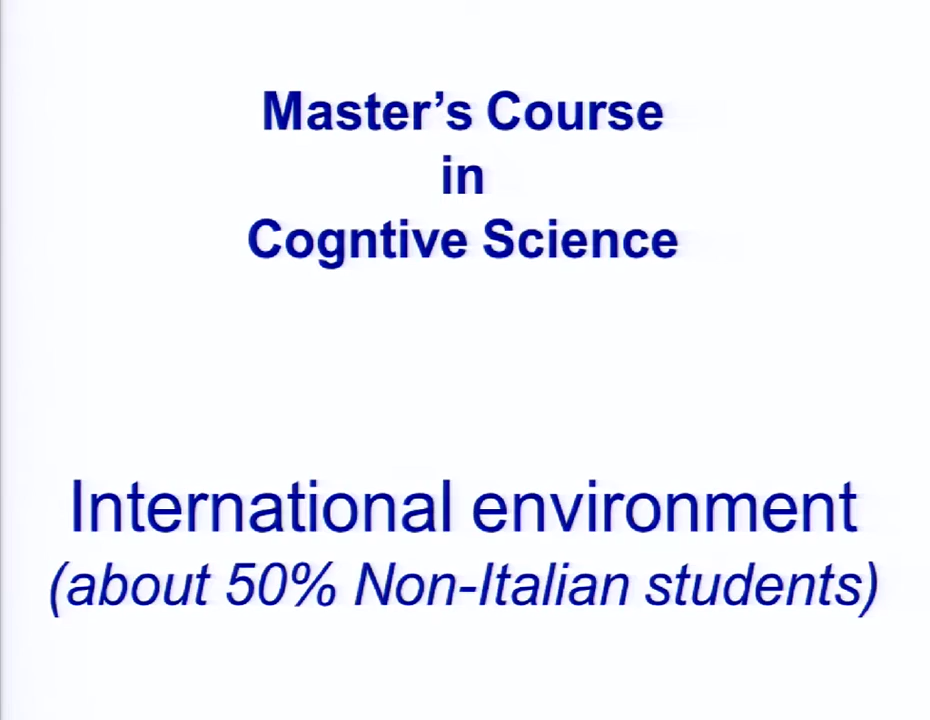 Master’s Course
in
Cogntive Science
International environment
(about 50% Non-Italian students)